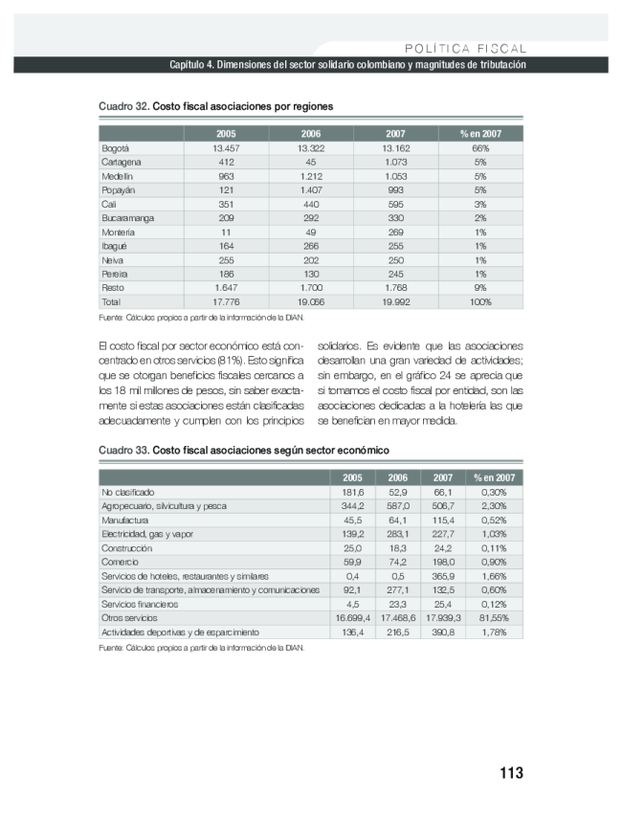 POLÍTICA FISCAL
Capítulo 4. Dimensiones del sector solidario colombiano y magnitudes de tributación
Cuadro 32. Costo fiscal asociaciones por regiones
2005 2006 2007 % en 2007
Bogotá 13.457 13.322 13.162 66%
Cartagena 412 45 1.073 5%
Medellín 963 1.212 1.053 5%
Popayán 121 1.407 993 5%
Cali 351 440 595 3%
Bucaramanga 209 292 330 2%
Montería 11 49 269 1%
Ibagué 164 266 255 1%
Neiva 255 202 250 1%
Pereira 186 130 245 1%
Resto 1.647 1.700 1.768 9%
Total 17.776 19.066 19.992 100%
Fuente: Cálculos propios a partir de la información de la DIAN.
El costo fiscal por sector económico está con-
centrado en otros servicios (81%). Esto significa
que se otorgan beneficios fiscales cercanos a
los 18 mil millones de pesos, sin saber exacta-
mente si estas asociaciones están clasificadas
adecuadamente y cumplen con los principios
solidarios. Es evidente que las asociaciones
desarrollan una gran variedad de actividades;
sin embargo, en el gráfico 24 se aprecia que
si tomamos el costo fiscal por entidad, son las
asociaciones dedicadas a la hotelería las que
se benefician en mayor medida.
Cuadro 33. Costo fiscal asociaciones según sector económico
2005 2006 2007 % en 2007
No clasificado 181,6 52,9 66,1 0,30%
Agropecuario, silvicultura y pesca 344,2 587,0 506,7 2,30%
Manufactura 45,5 64,1 115,4 0,52%
Electricidad, gas y vapor 139,2 283,1 227,7 1,03%
Construcción 25,0 18,3 24,2 0,11%
Comercio 59,9 74,2 198,0 0,90%
Servicios de hoteles, restaurantes y similares 0,4 0,5 365,9 1,66%
Servicio de transporte, almacenamiento y comunicaciones 92,1 277,1 132,5 0,60%
Servicios financieros 4,5 23,3 25,4 0,12%
Otros servicios 16.699,4 17.468,6 17.939,3 81,55%
Actividades deportivas y de esparcimiento 136,4 216,5 390,8 1,78%
Fuente: Cálculos propios a partir de la información de la DIAN.
113